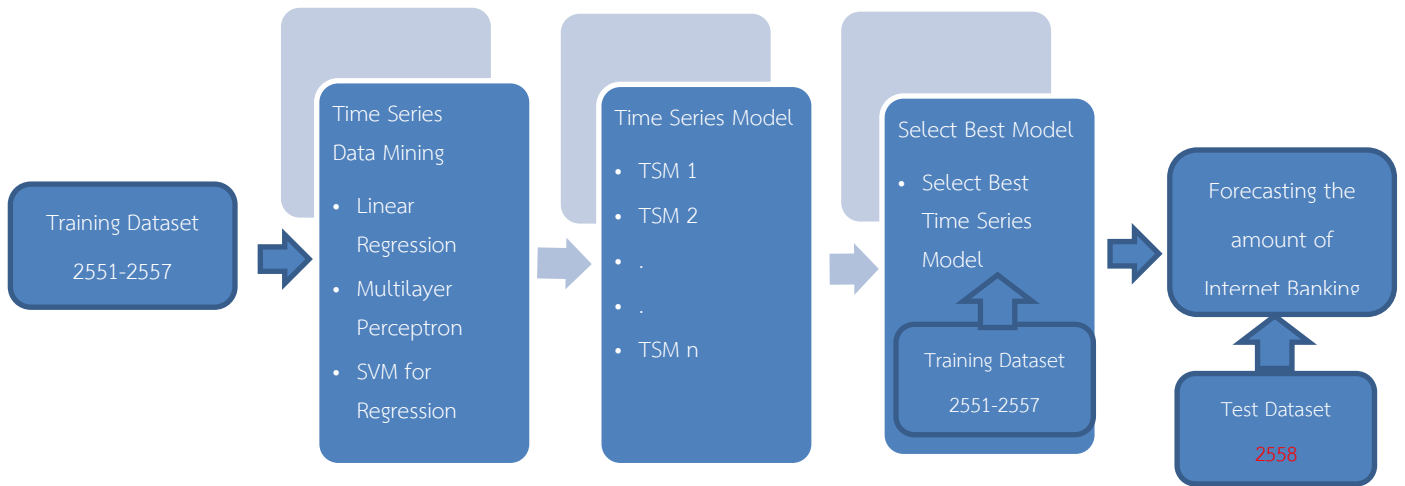 Training Dataset
2551-2557
Time Series
Data Mining
• Linear
Regression
• Multilayer
Perceptron
• SVM for
Regression
Time Series Model
• TSM 1
• TSM 2
• .
• .
• TSM n
Select Best Model
• Select Best
Time Series
Model
Training Dataset
2551-2557
Forecasting the
amount of
Internet Banking
Test Dataset
2558